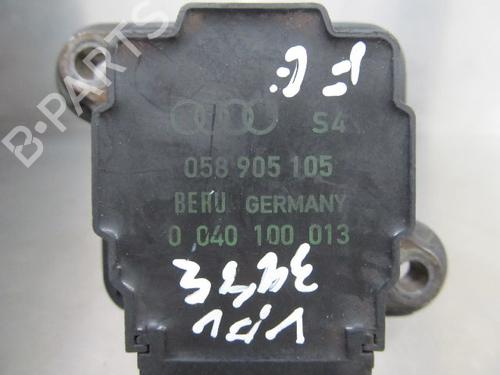 B-PARTS
S4
058 905 105
BERU GERMANY
0 040 100 013